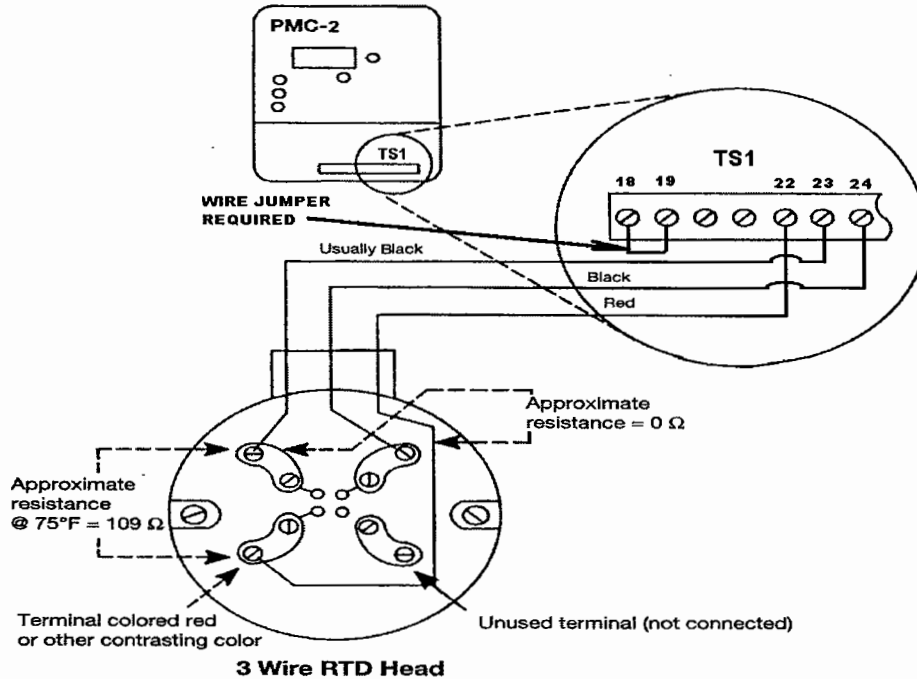 PMC-2
TS1
TS1
18 19 22 23 24
WIRE JUMPER
REQUIRED
Usually Black
Black
Red
Approximate
resistance = 0 Ω
Approximate
resistance
@ 75°F = 109 Ω
Terminal colored red
or other contrasting color
Unused terminal (not connected)
3 Wire RTD Head